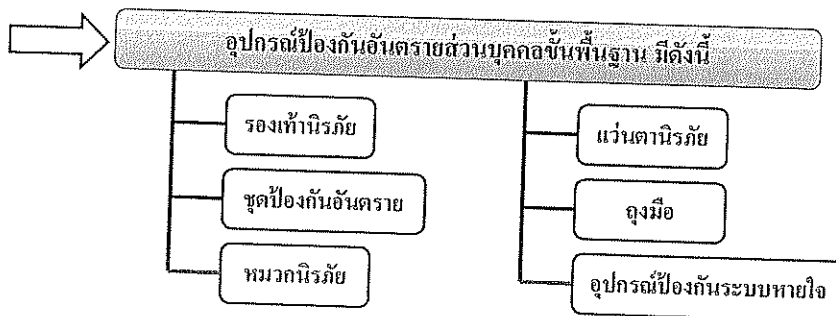 อุปกรณ์ป้องกันอันตรายส่วนบุคคลขั้นพื้นฐาน มีดังนี้
รองเท้านิรภัย
ชุดป้องกันอันตราย
หมวกนิรภัย
แว่นตานิรภัย
ถุงมือ
อุปกรณ์ป้องกันระบบหายใจ